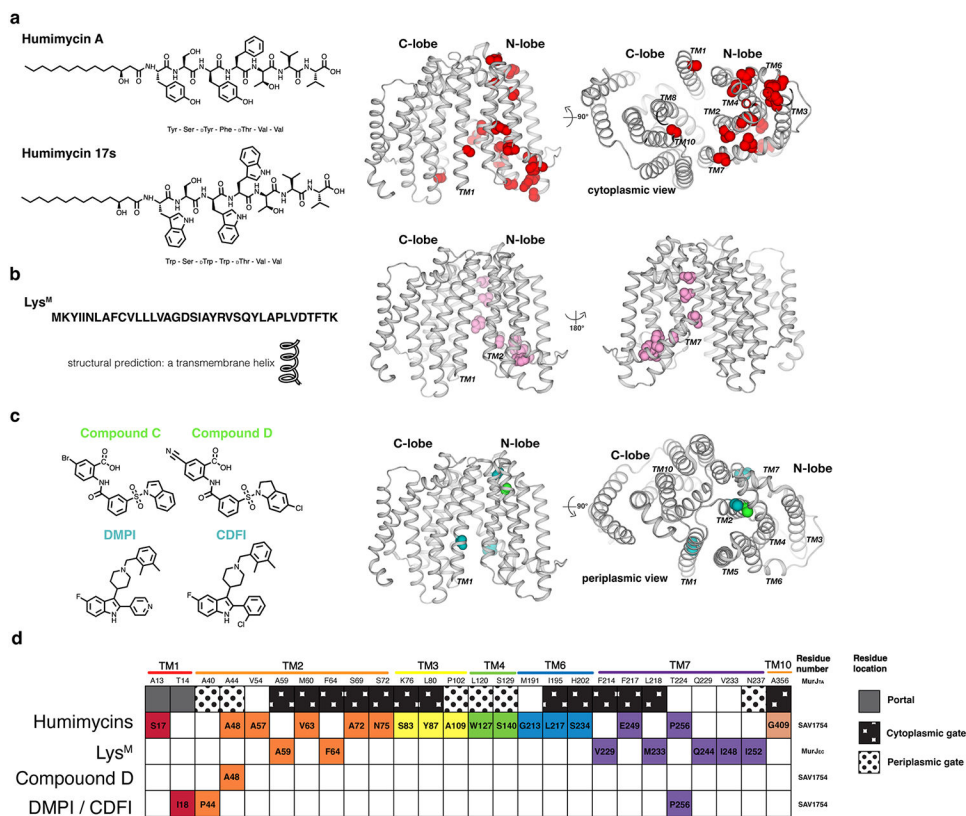 a
Humimycin A
OH
O
Tyr - Ser - DTyr - Phe - DThr - Val - Val
Humimycin 17s
Trp - Ser - DTrp - Trp - DThr - Val - Val
C-lobe N-lobe
TM1
-90°
C-lobe N-lobe
TM1 TM6
TM8 TM4
TM2 TM3
TM10
TM7
cytoplasmic view
b
LysM
MKYIINLAFCVLLLVAGDSIAYRVSQYLAPLVDTFTK
structural prediction: a transmembrane helix
C-lobe N-lobe
TM2
TM1
180°
TM7
c
Compound C Compound D
DMPI CDFI
C-lobe N-lobe
TM1
90°
C-lobe N-lobe
TM10 TM7
TM2
TM4 TM3
TM1 TM5 TM6
periplasmic view
d
TM1 TM2 TM3 TM4 TM6 TM7 TM10 Residue number Residue location
A13 T14 A40 A44 V54 A59 M60 F64 S69 S72 K76 L80 P102 L120 S129 M191 I195 H202 F214 F217 L218 T224 Q229 V233 N237 A356 MurJTA
Portal
Cytoplasmic gate
Periplasmic gate
Humimycins S17 A48 A57 V63 A72 N75 S83 Y87 A109 W127 S140 G213 L217 S234 E249 P256 G409 SAV1754
LysM A59 F64 V229 M233 Q244 I248 I252 MurJEC
Compouond D A48 SAV1754
DMPI / CDFI I18 P44 P256 SAV1754